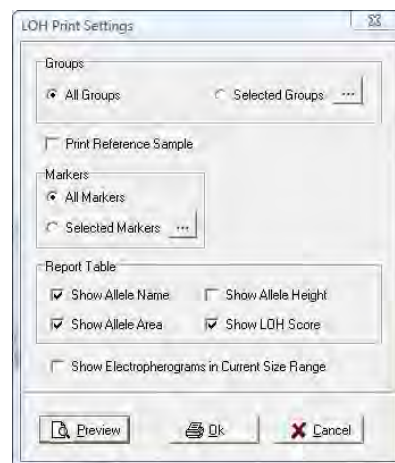 LOH Print Settings
Groups
All Groups Selected Groups ...
Print Reference Sample
Markers
All Markers
Selected Markers ...
Report Table
Show Allele Name Show Allele Height
Show Allele Area Show LOH Score
Show Electropherograms in Current Size Range
Preview Ok Cancel